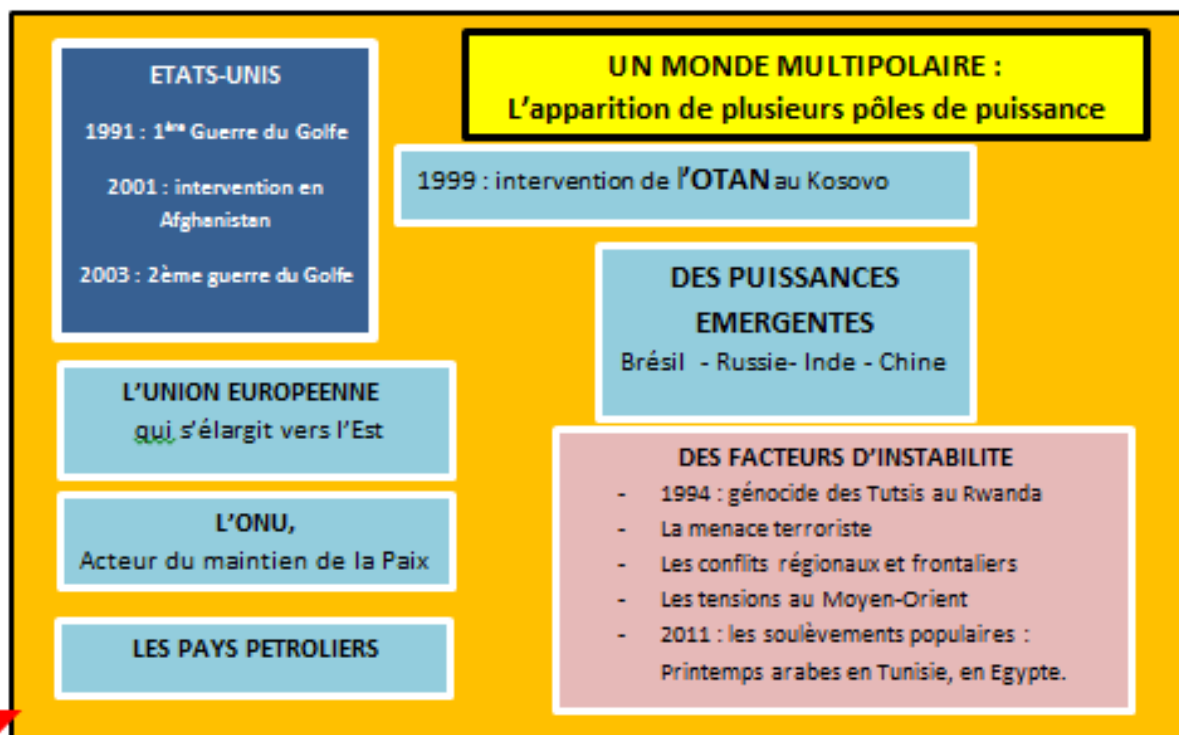 ETATS-UNIS
1991 : 1ère Guerre du Golfe
2001 : intervention en
Afghanistan
2003 : 2ème guerre du Golfe
UN MONDE MULTIPOLAIRE :
L’apparition de plusieurs pôles de puissance
1999 : intervention de l’OTAN au Kosovo
DES PUISSANCES
EMERGENTES
Brésil - Russie- Inde - Chine
L’UNION EUROPEENNE
qui s’élargit vers l’Est
L’ONU,
Acteur du maintien de la Paix
LES PAYS PETROLIERS
DES FACTEURS D’INSTABILITE
- 1994 : génocide des Tutsis au Rwanda
- La menace terroriste
- Les conflits régionaux et frontaliers
- Les tensions au Moyen-Orient
- 2011 : les soulèvements populaires :
Printemps arabes en Tunisie, en Egypte.